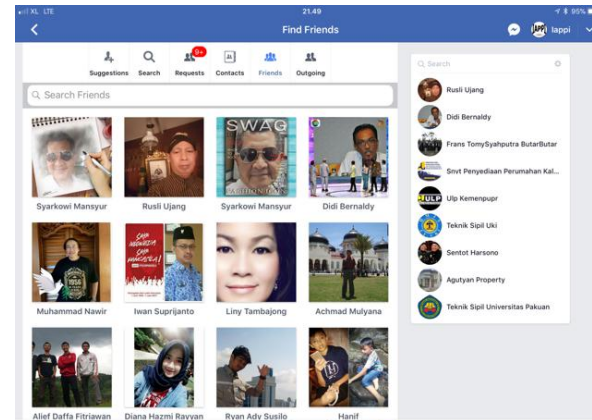 XL LTE
21.49
95%
Find Friends
lappi
Suggestions
Search
9+
Requests
Contacts
Friends
Outgoing
Search Friends
Search
SWAG
Syarkowi Mansyur
Rusli Ujang
Syarkowi Mansyur
Didi Bernaldy
Muhammad Nawir
Iwan Suprijanto
Liny Tambajong
Achmad Mulyana
Alief Daffa Fitriawan
Diana Hazmi Rayyan
Ryan Ady Susilo
Hanif
Rusli Ujang
Didi Bernaldy
Frans TomySyahputra ButarButar
Snvt Penyediaan Perumahan Kal...
Ulp Kemenpupr
Teknik Sipil Uki
Sentot Harsono
Agutyan Property
Teknik Sipil Universitas Pakuan